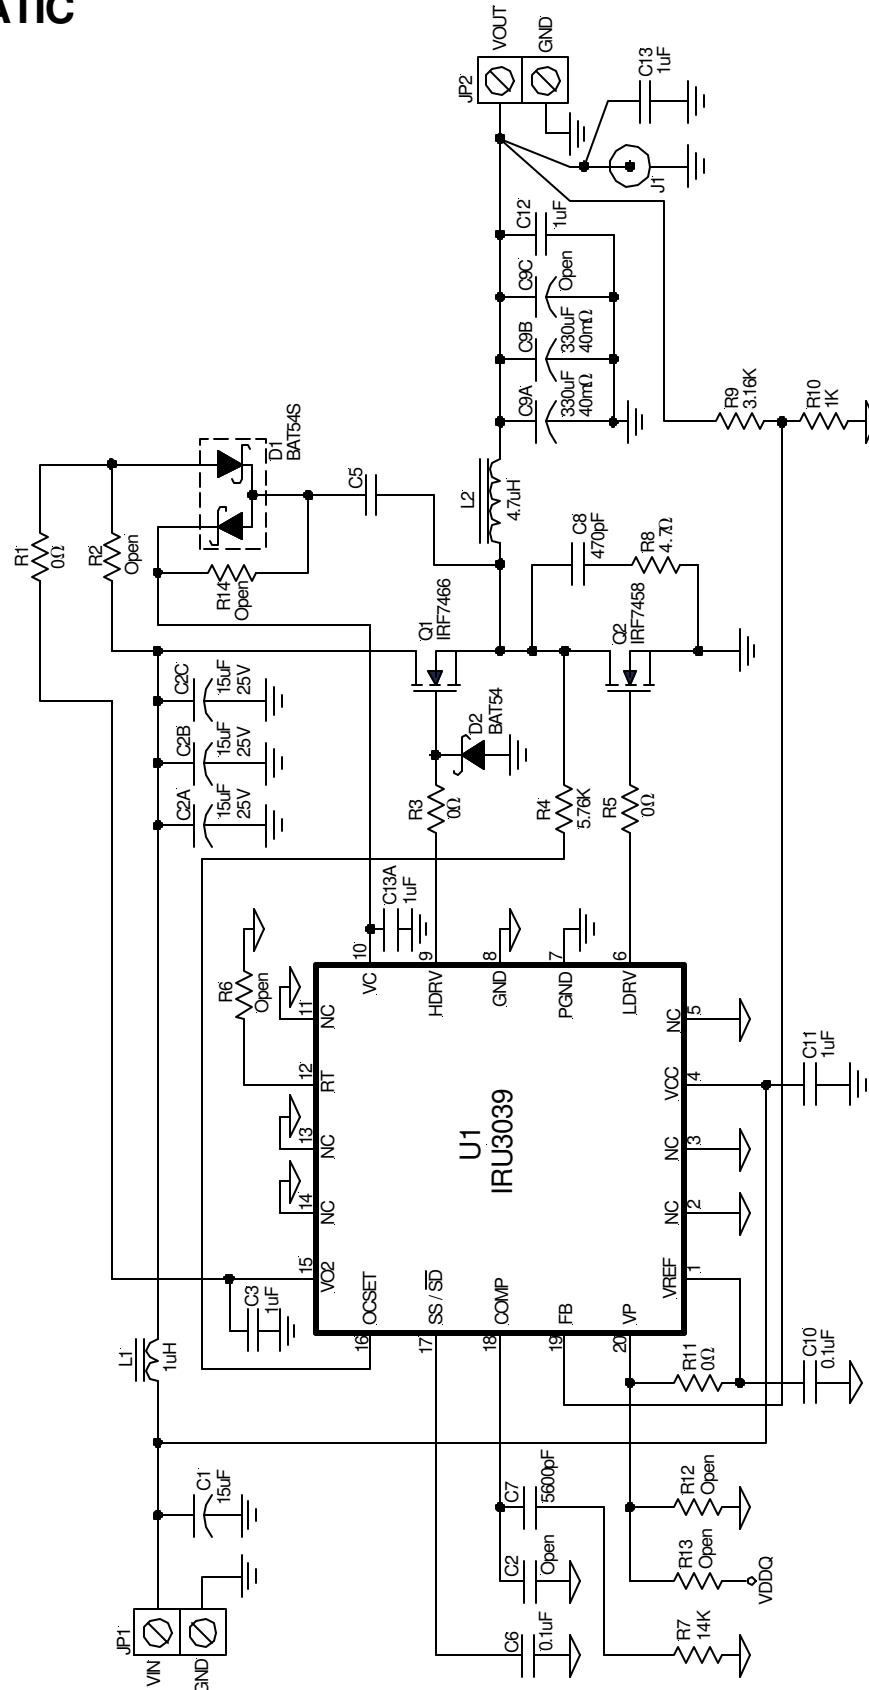 ATIC
JP1
VIN
GND
C1
15uF
L1
1uH
C3
1uF
C2A
15uF
25V
C2B
15uF
25V
C2C
15uF
25V
R1
0Ω
R2
Open
R14
Open
D1
BAT54S
C5
R6
Open
U1
IRU3039
NC
11
RT
12
NC
13
NC
14
VO2
15
OCSET
16
SS / SD
17
COMP
18
FB
19
VP
20
VREF
1
NC
2
NC
3
VCC
4
NC
5
LDRV
6
PGND
7
GND
8
HDRV
9
VC
10
C13A
1uF
R3
0Ω
D2
BAT54
R4
5.76K
R5
0Ω
Q1
IRF7466
Q2
IRF7458
C8
470pF
R8
4.7Ω
L2
4.7uH
C9A
330uF
40mΩ
C9B
330uF
40mΩ
C9C
Open
C12
1uF
JP2
VOUT
GND
C13
1uF
J1
R9
3.16K
R10
1K
C11
1uF
C10
0.1uF
R11
0Ω
R12
Open
R13
Open
VDDQ
C7
5600pF
C2
Open
C6
0.1uF
R7
14K